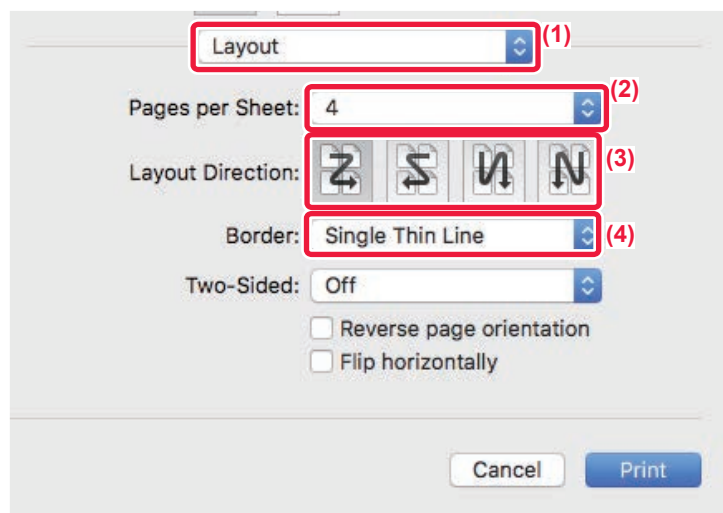 Layout (1)
Pages per Sheet: 4 (2)
Layout Direction: (3)
Border: Single Thin Line (4)
Two-Sided: Off
Reverse page orientation
Flip horizontally
Cancel Print